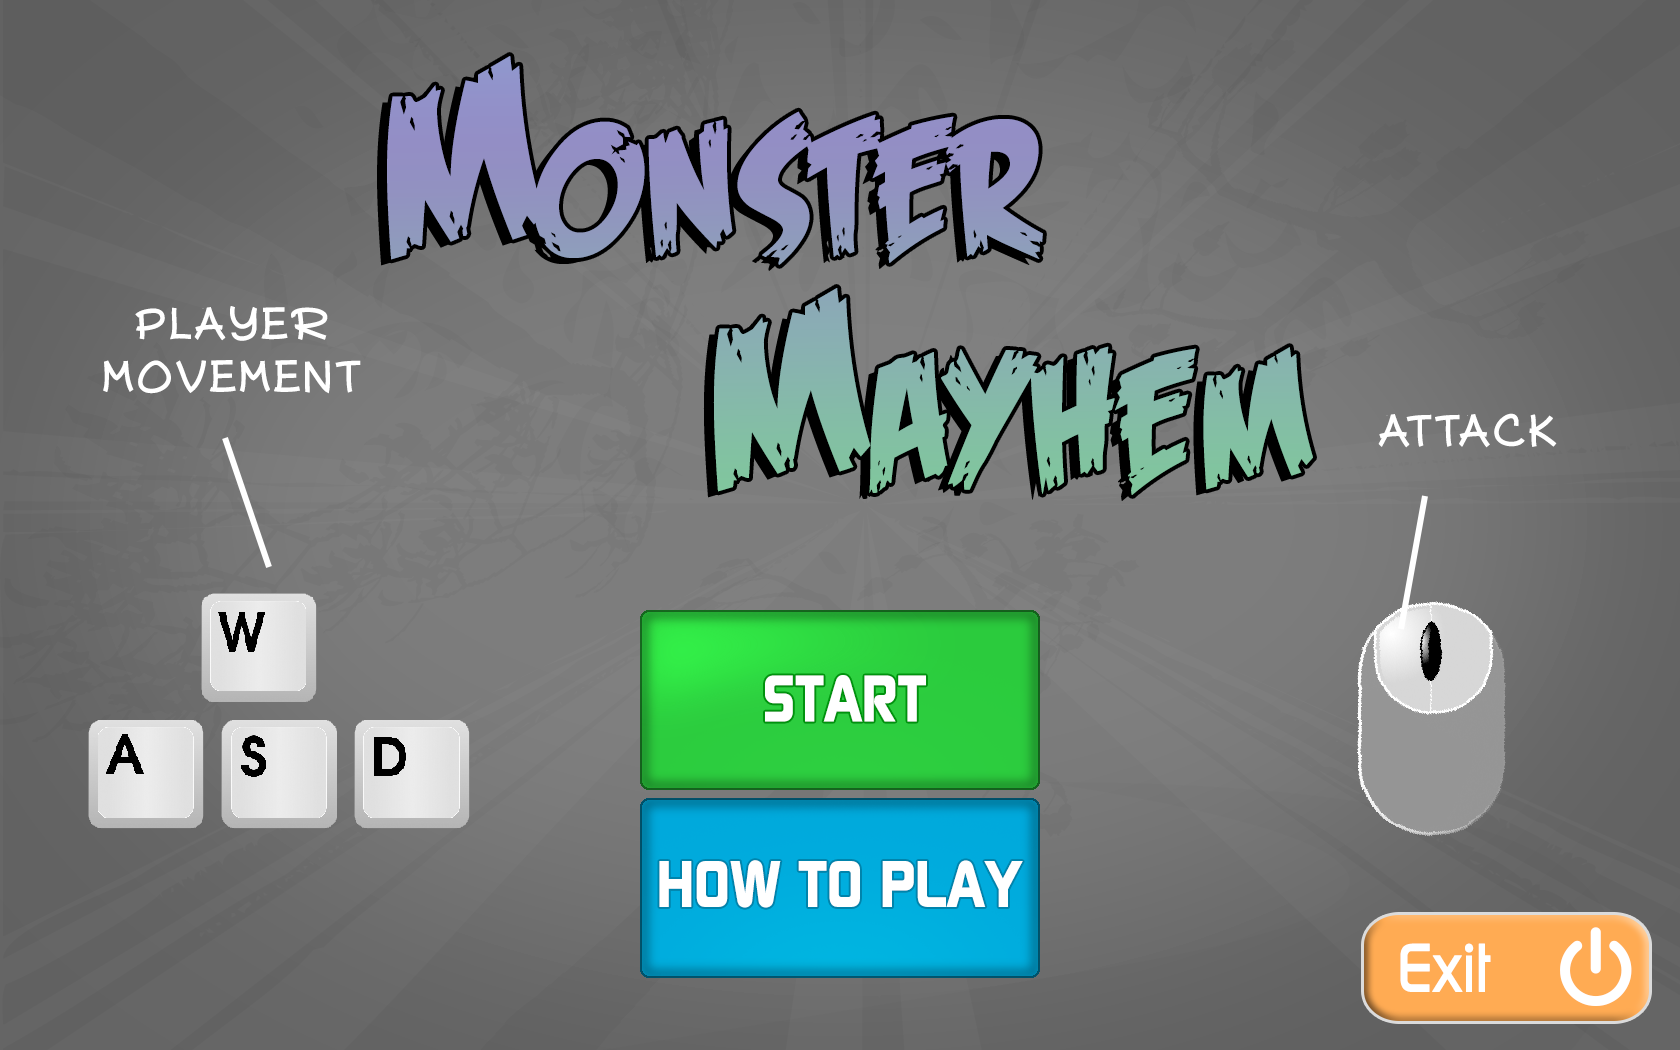 MONSTER
MAYHEM
PLAYER
MOVEMENT
ATTACK
W
A S D
START
HOW TO PLAY
Exit